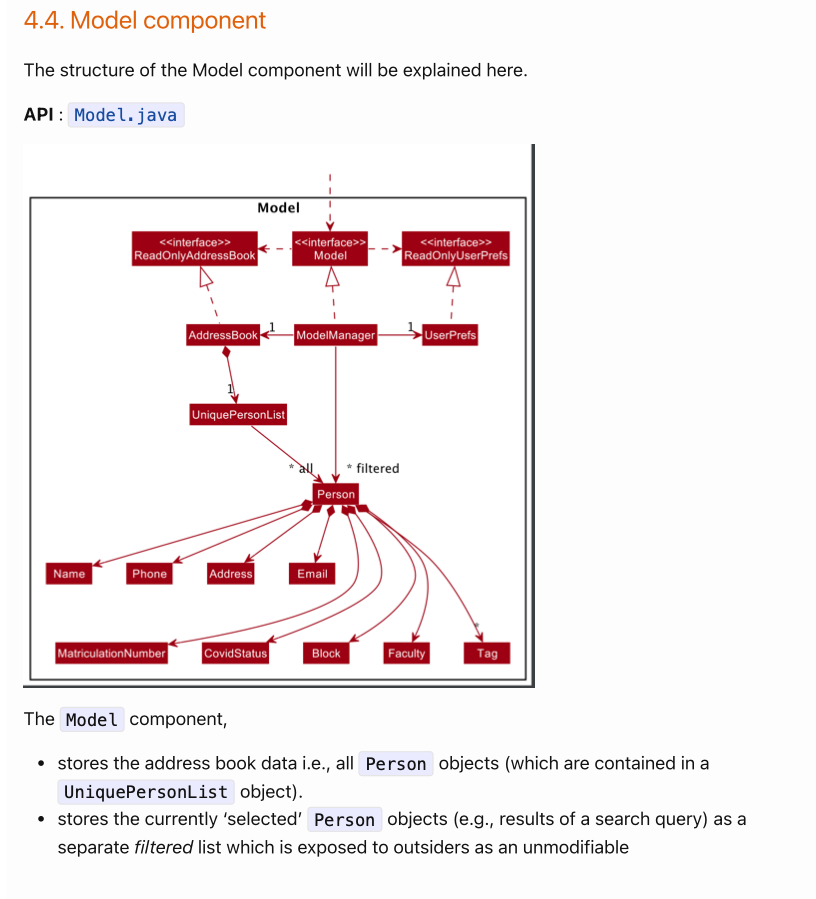 4.4. Model component
The structure of the Model component will be explained here.
API : Model.java
Model
<<interface>>
ReadOnlyAddressBook
<<interface>>
Model
<<interface>>
ReadOnlyUserPrefs
AddressBook
1
ModelManager
1
UserPrefs
1
UniquePersonList
* all
* filtered
Person
Name
Phone
Address
Email
*
MatriculationNumber
CovidStatus
Block
Faculty
Tag
The Model component,
• stores the address book data i.e., all Person objects (which are contained in a
UniquePersonList object).
• stores the currently ‘selected’ Person objects (e.g., results of a search query) as a
separate filtered list which is exposed to outsiders as an unmodifiable